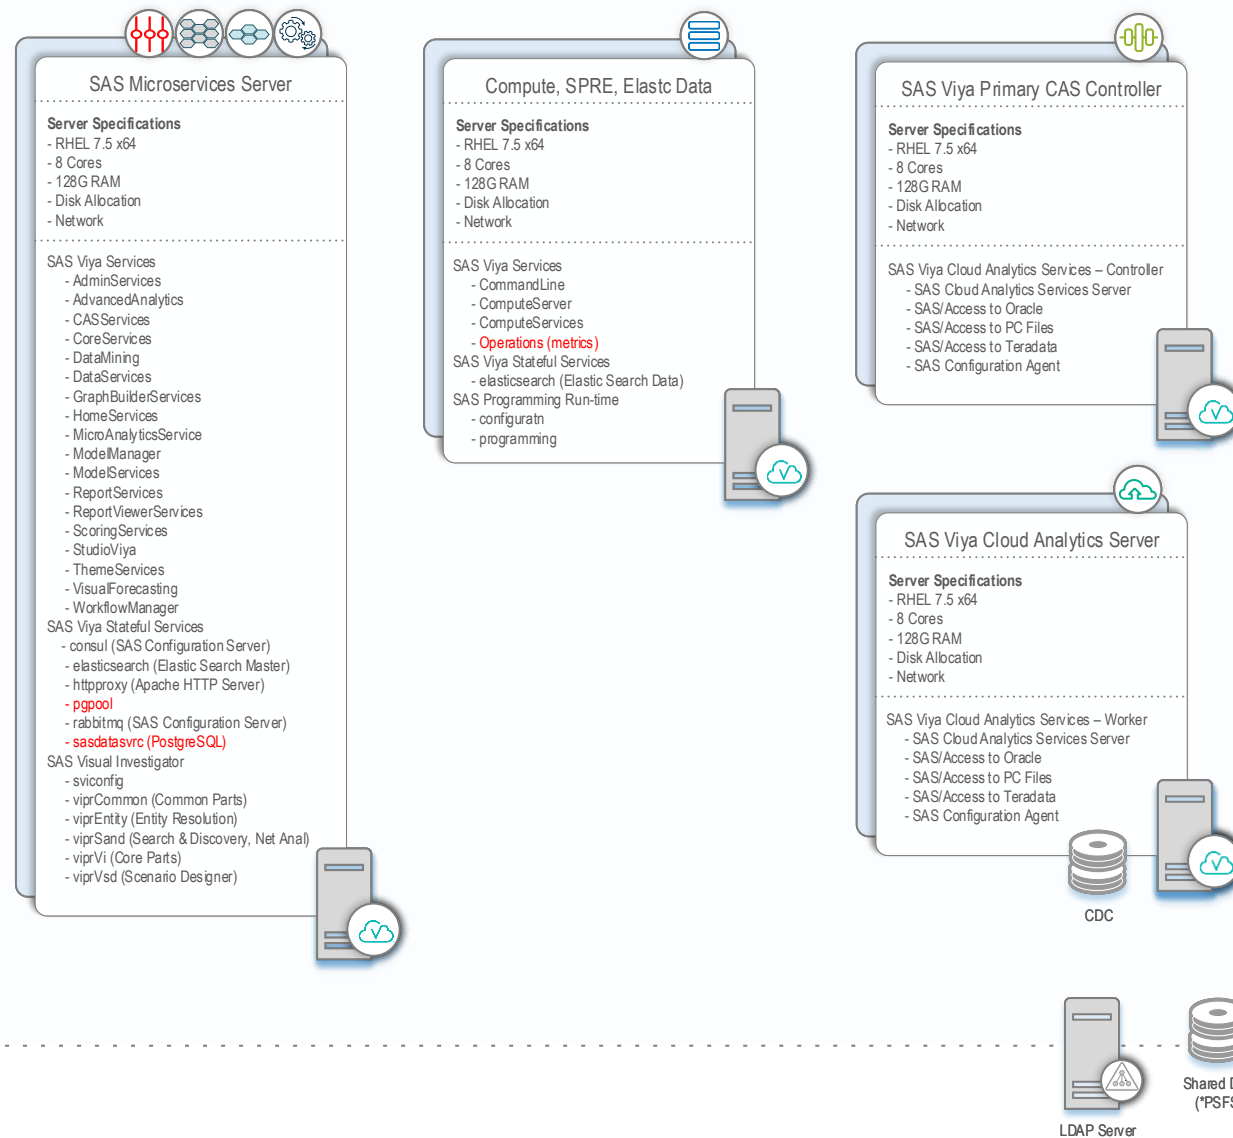 SAS Microservices Server
Server Specifications
- RHEL 7.5 x64
- 8 Cores
- 128G RAM
- Disk Allocation
- Network
SAS Viya Services
- AdminServices
- AdvancedAnalytics
- CASServices
- CoreServices
- DataMining
- DataServices
- GraphBuilderServices
- HomeServices
- MicroAnalyticsService
- ModelManager
- ModelServices
- ReportServices
- ReportViewerServices
- ScoringServices
- StudioViya
- ThemeServices
- VisualForecasting
- WorkflowManager
SAS Viya Stateful Services
- consul (SAS Configuration Server)
- elasticsearch (Elastic Search Master)
- httpproxy (Apache HTTP Server)
- pgpool
- rabbitmq (SAS Configuration Server)
- sasdatasvrc (PostgreSQL)
SAS Visual Investigator
- sviconfig
- viprCommon (Common Parts)
- viprEntity (Entity Resolution)
- viprSand (Search & Discovery, Net Anal)
- viprVi (Core Parts)
- viprVsd (Scenario Designer)
Compute, SPRE, Elastc Data
Server Specifications
- RHEL 7.5 x64
- 8 Cores
- 128G RAM
- Disk Allocation
- Network
SAS Viya Services
- CommandLine
- ComputeServer
- ComputeServices
- Operations (metrics)
SAS Viya Stateful Services
- elasticsearch (Elastic Search Data)
SAS Programming Run-time
- configuratn
- programming
SAS Viya Primary CAS Controller
Server Specifications
- RHEL 7.5 x64
- 8 Cores
- 128G RAM
- Disk Allocation
- Network
SAS Viya Cloud Analytics Services – Controller
- SAS Cloud Analytics Services Server
- SAS/Access to Oracle
- SAS/Access to PC Files
- SAS/Access to Teradata
- SAS Configuration Agent
SAS Viya Cloud Analytics Server
Server Specifications
- RHEL 7.5 x64
- 8 Cores
- 128G RAM
- Disk Allocation
- Network
SAS Viya Cloud Analytics Services – Worker
- SAS Cloud Analytics Services Server
- SAS/Access to Oracle
- SAS/Access to PC Files
- SAS/Access to Teradata
- SAS Configuration Agent
CDC
LDAP Server
Shared
(*PSFS